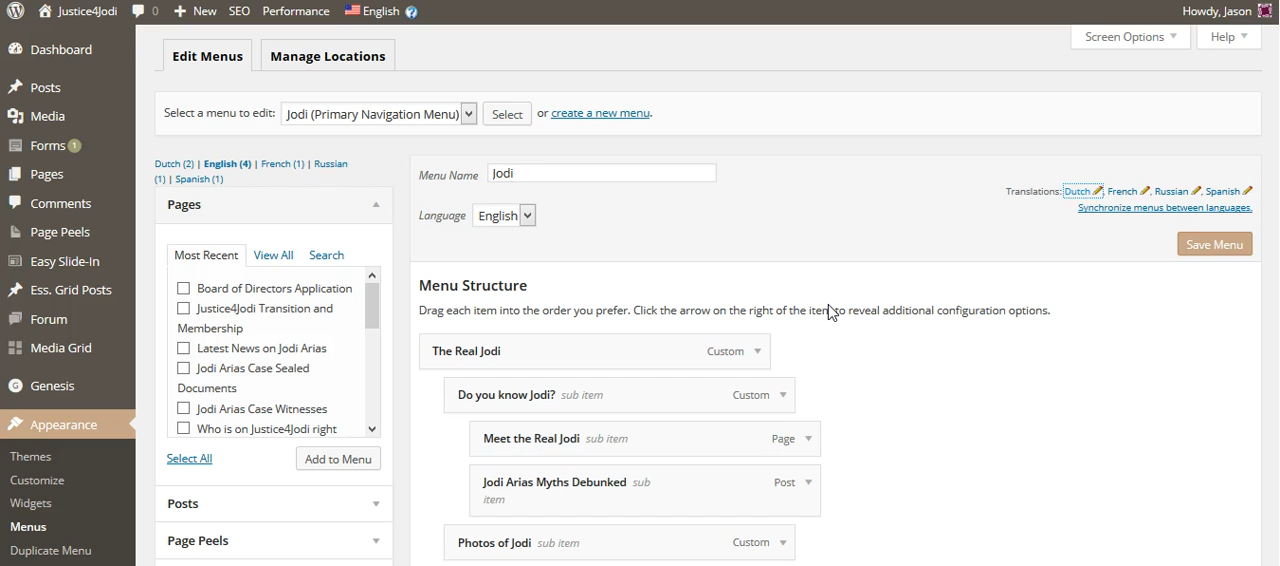 Justice4Jodi 0 New SEO Performance English ? Howdy, Jason
Dashboard
Posts
Media
Forms 1
Pages
Comments
Page Peels
Easy Slide-In
Ess. Grid Posts
Forum
Media Grid
Genesis
Appearance
Themes
Customize
Widgets
Menus
Duplicate Menu
Screen Options Help
Edit Menus Manage Locations
Select a menu to edit: Jodi (Primary Navigation Menu) Select or create a new menu.
Dutch (2) | English (4) | French (1) | Russian
(1) | Spanish (1)
Pages
Most Recent View All Search
Board of Directors Application
Justice4Jodi Transition and
Membership
Latest News on Jodi Arias
Jodi Arias Case Sealed
Documents
Jodi Arias Case Witnesses
Who is on Justice4Jodi right
Select All Add to Menu
Posts
Page Peels
Menu Name Jodi
Language English
Translations: Dutch, French, Russian, Spanish
Synchronize menus between languages.
Save Menu
Menu Structure
Drag each item into the order you prefer. Click the arrow on the right of the item to reveal additional configuration options.
The Real Jodi Custom
Do you know Jodi? sub item Custom
Meet the Real Jodi sub item Page
Jodi Arias Myths Debunked sub Post
item
Photos of Jodi sub item Custom